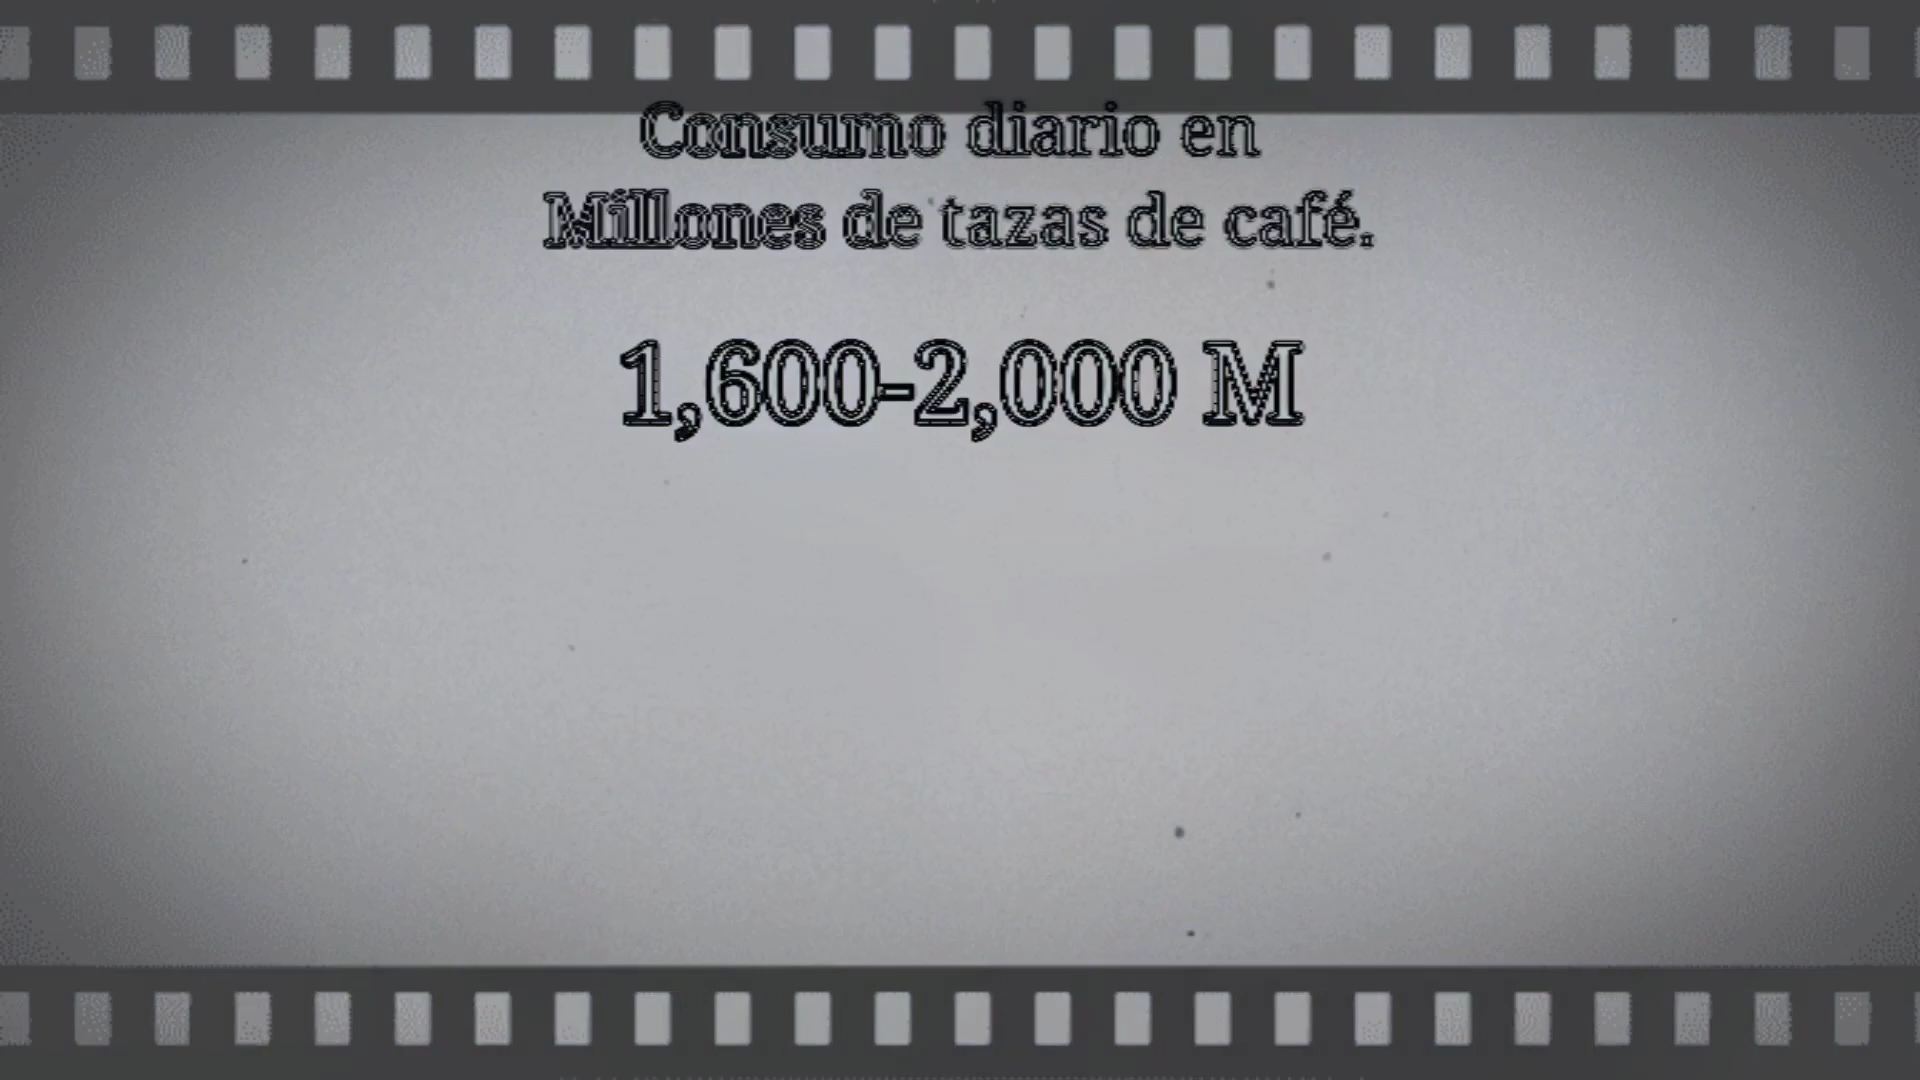 Consumo diario en
Millones de tazas de café.
1,600-2,000 M